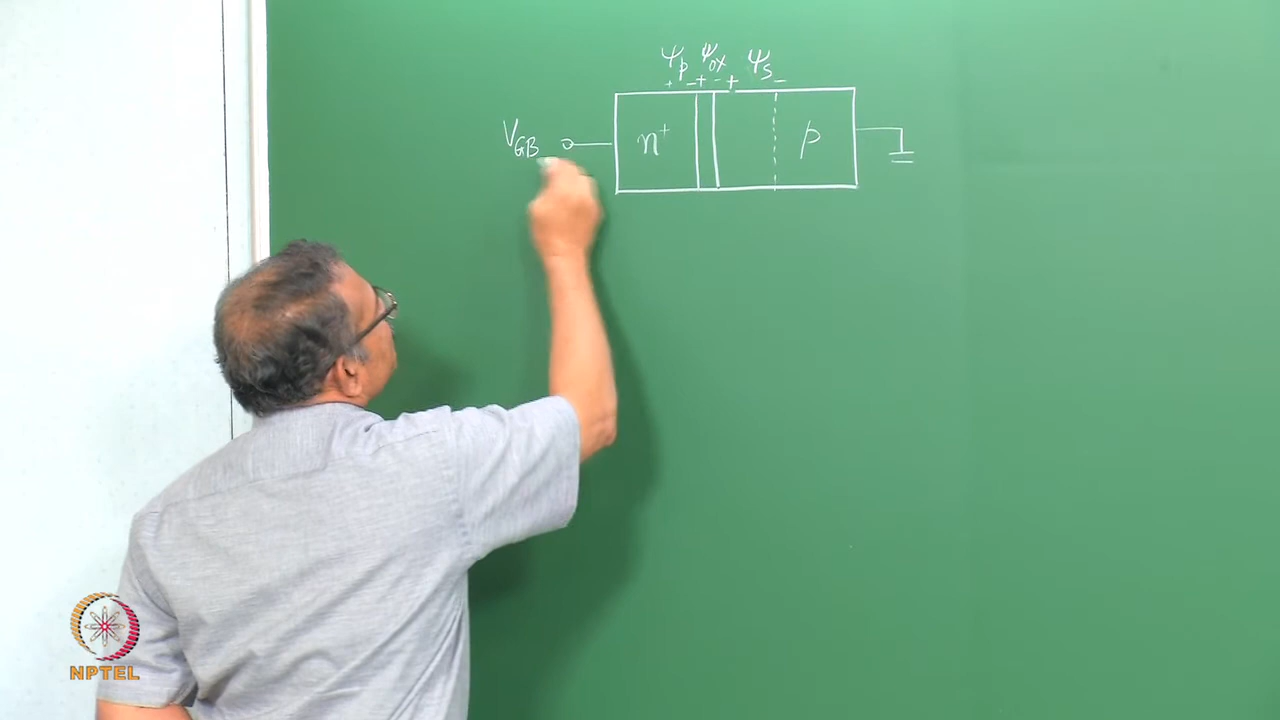 ψp ψox ψs
+ - + - + -
VGB n+ p
NPTEL